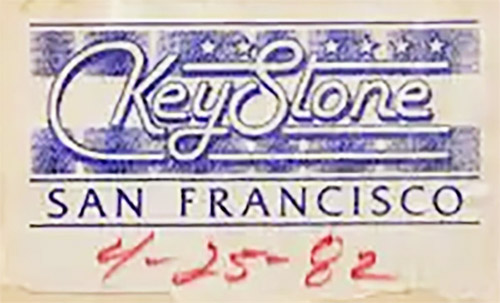 KeyStone
SAN FRANCISCO
4-25-82